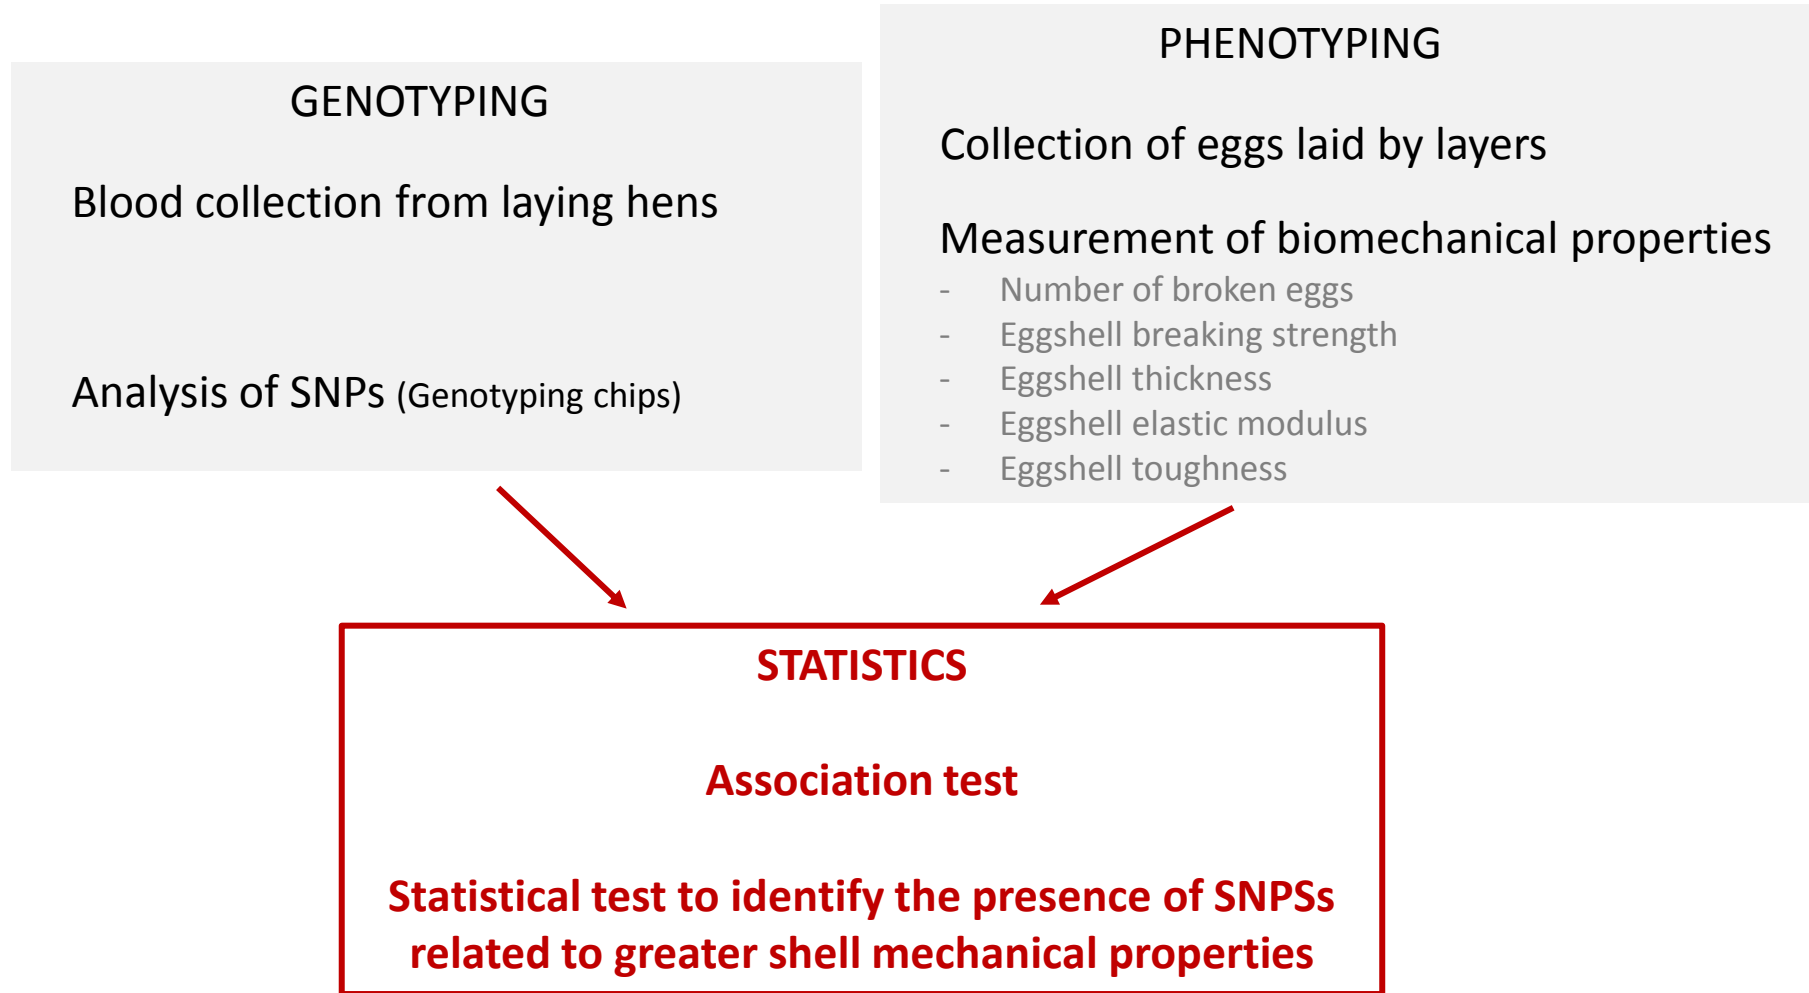 GENOTYPING
Blood collection from laying hens
Analysis of SNPs (Genotyping chips)
PHENOTYPING
Collection of eggs laid by layers
Measurement of biomechanical properties
- Number of broken eggs
- Eggshell breaking strength
- Eggshell thickness
- Eggshell elastic modulus
- Eggshell toughness
STATISTICS
Association test
Statistical test to identify the presence of SNPSs
related to greater shell mechanical properties